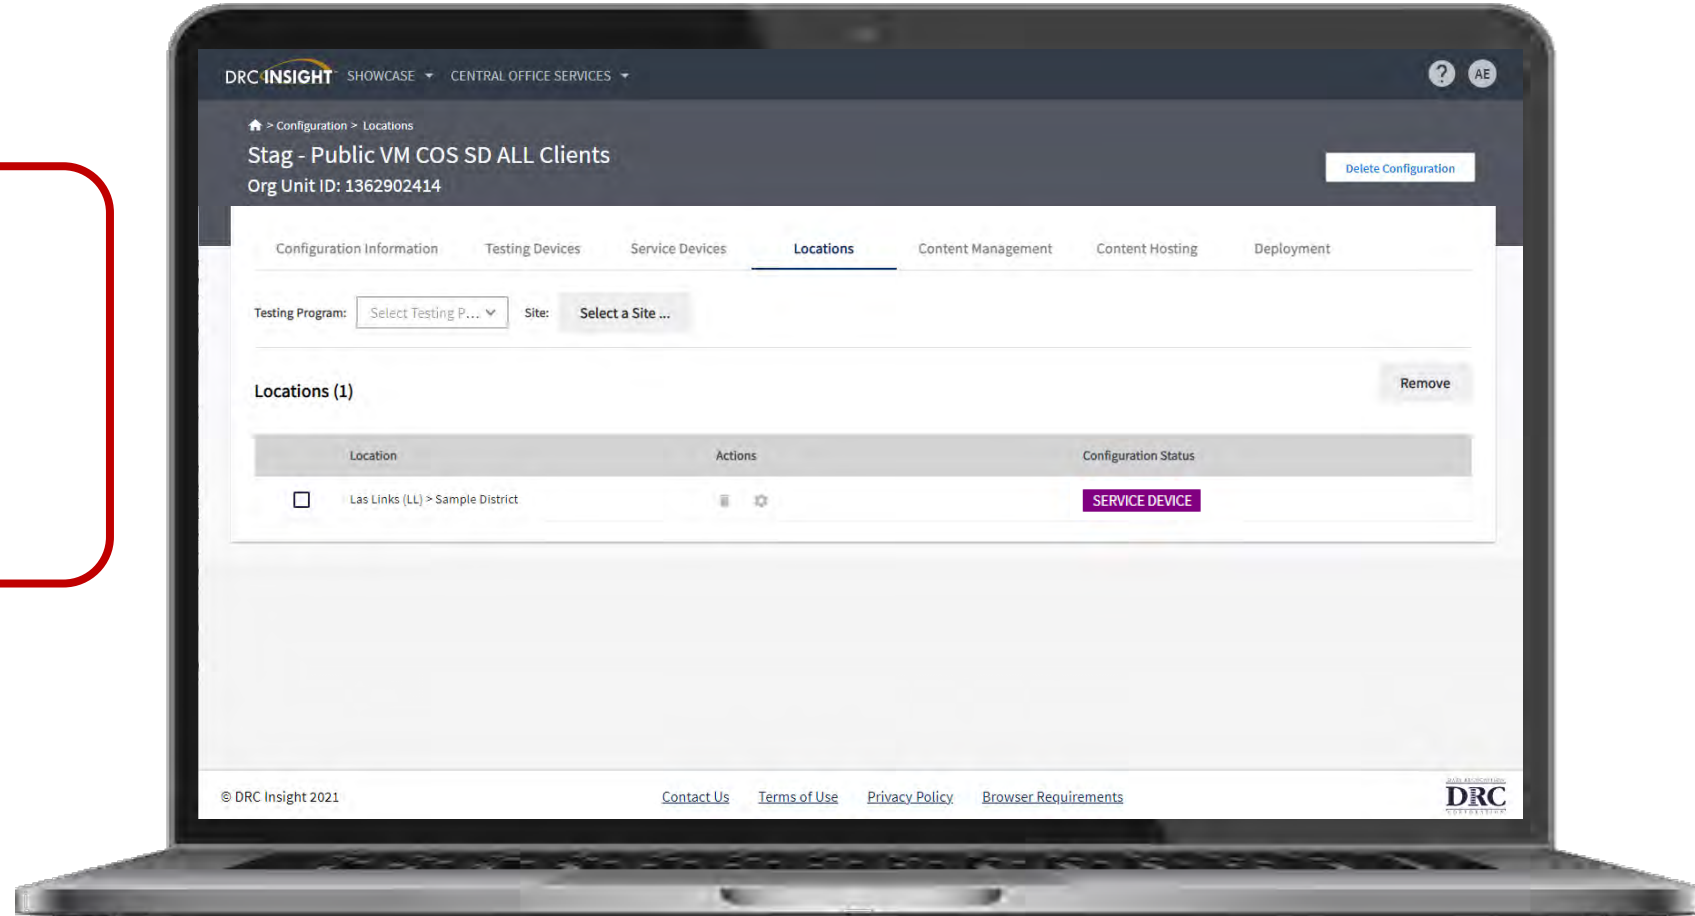 DRC INSIGHT SHOWCASE CENTRAL OFFICE SERVICES ? AE
> Configuration > Locations
Stag - Public VM COS SD ALL Clients
Org Unit ID: 1362902414
Delete Configuration
Configuration Information Testing Devices Service Devices Locations Content Management Content Hosting Deployment
Testing Program: Select Testing P... Site: Select a Site ...
Locations (1)
Remove
Location Actions Configuration Status
Las Links (LL) > Sample District SERVICE DEVICE
© DRC Insight 2021 Contact Us Terms of Use Privacy Policy Browser Requirements
DATA RECOGNITION
DRC
CORPORATION